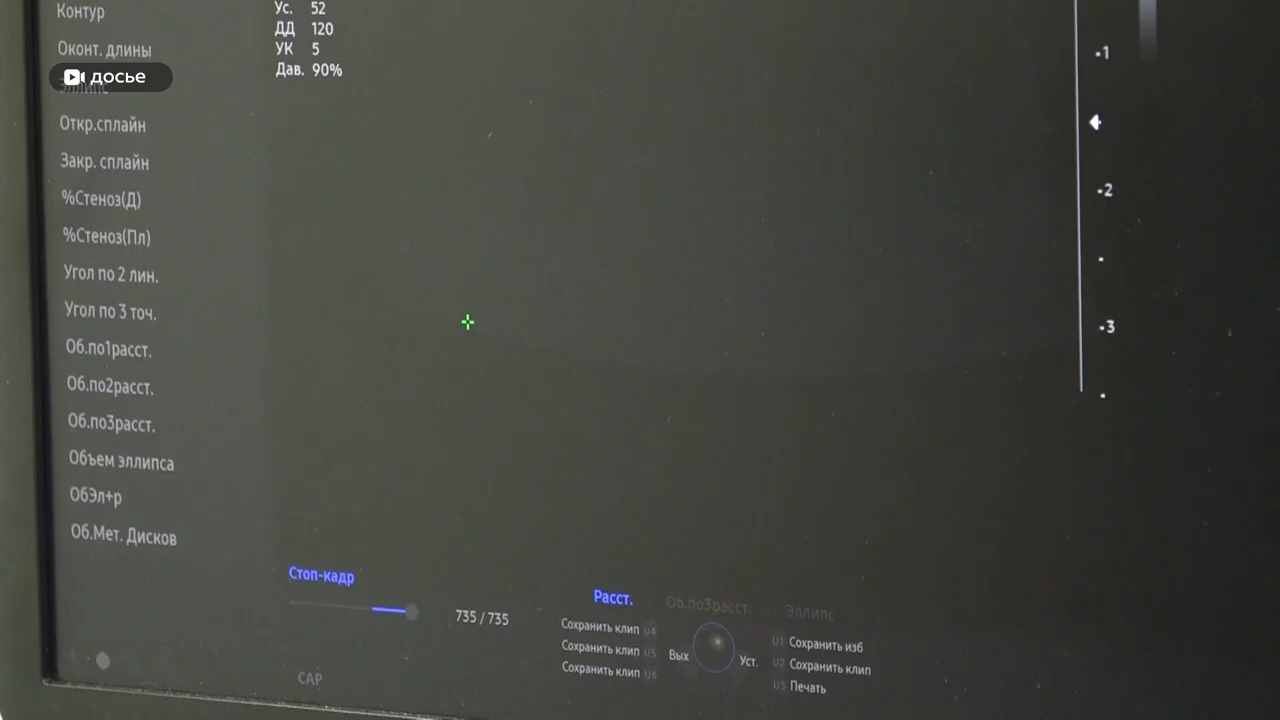 Контур
Оконт. длины
Эллипс
Откр.сплайн
Закр. сплайн
%Стеноз(Д)
%Стеноз(Пл)
Угол по 2 лин.
Угол по 3 точ.
Об.по1расст.
Об.по2расст.
Об.по3расст.
Объем эллипса
ОбЭл+р
Об.Мет. Дисков
досье
Ус. 52
ДД 120
УК 5
Дав. 90%
-1
-2
-3
Стоп-кадр
735 / 735
CAP
Расст.
Об.по3расст.
Эллипс
Сохранить клип U4
Сохранить клип U5
Сохранить клип U6
Вых
Уст.
U1 Сохранить изб
U2 Сохранить клип
U3 Печать